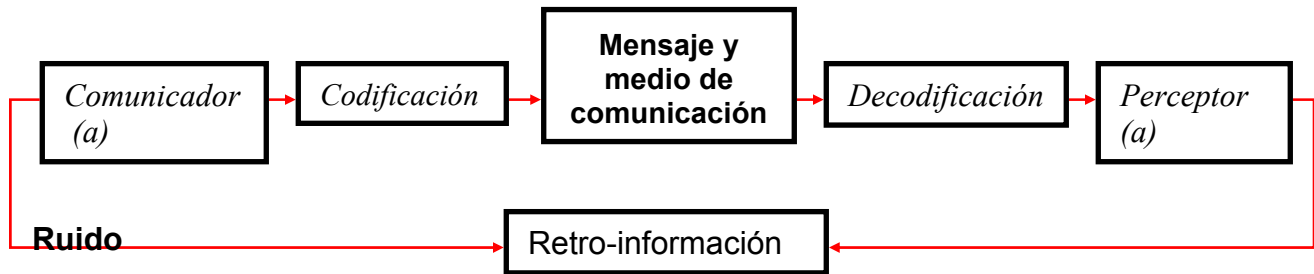 Comunicador
(a)
Codificación
Mensaje y
medio de
comunicación
Decodificación
Perceptor
(a)
Ruido
Retro-información